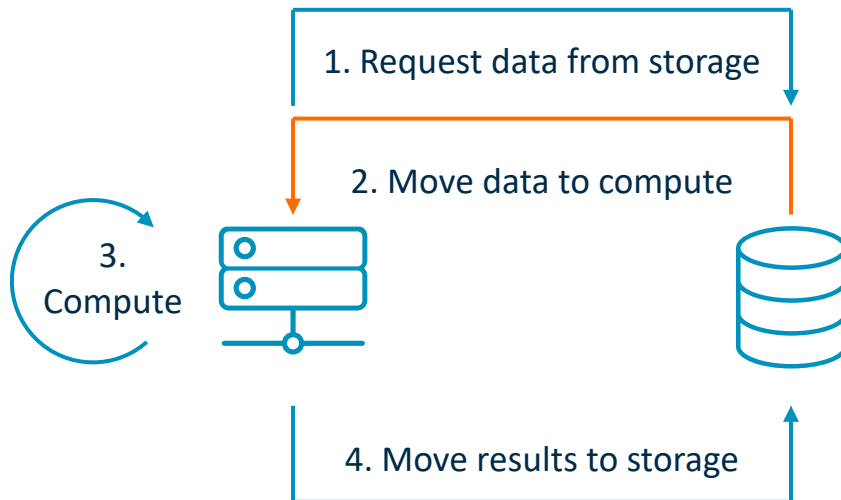 1. Request data from storage
2. Move data to compute
3.
Compute
4. Move results to storage